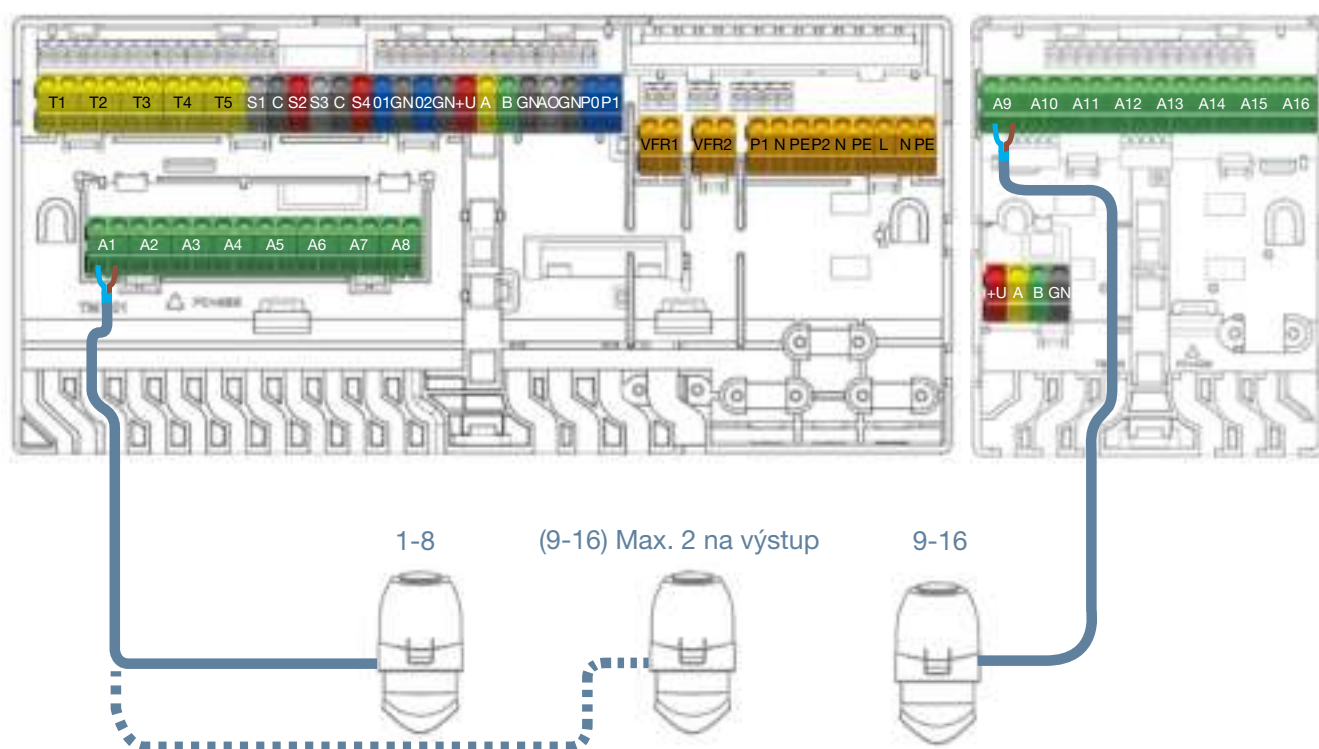 T1 T2 T3 T4 T5 S1 C S2 S3 C S4 01 GN 02 GN +U A B GN AO GN P0 P1
VFR1 VFR2 P1 N PE P2 N PE L N PE
A9 A10 A11 A12 A13 A14 A15 A16
A1 A2 A3 A4 A5 A6 A7 A8
+U A B GN
1-8
(9-16) Max. 2 na výstup
9-16